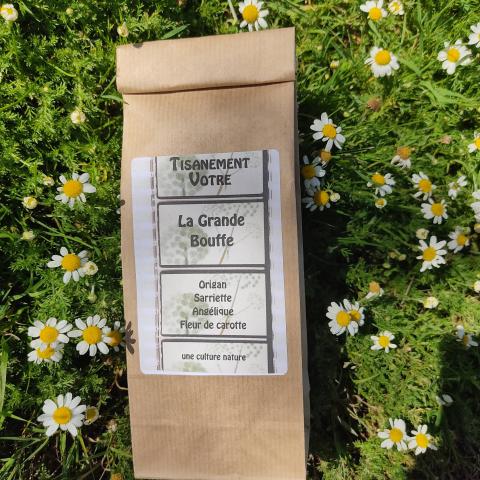 Tisanement
Votre
La Grande
Bouffe
Origan
Sarriette
Angélique
Fleur de carotte
une culture nature